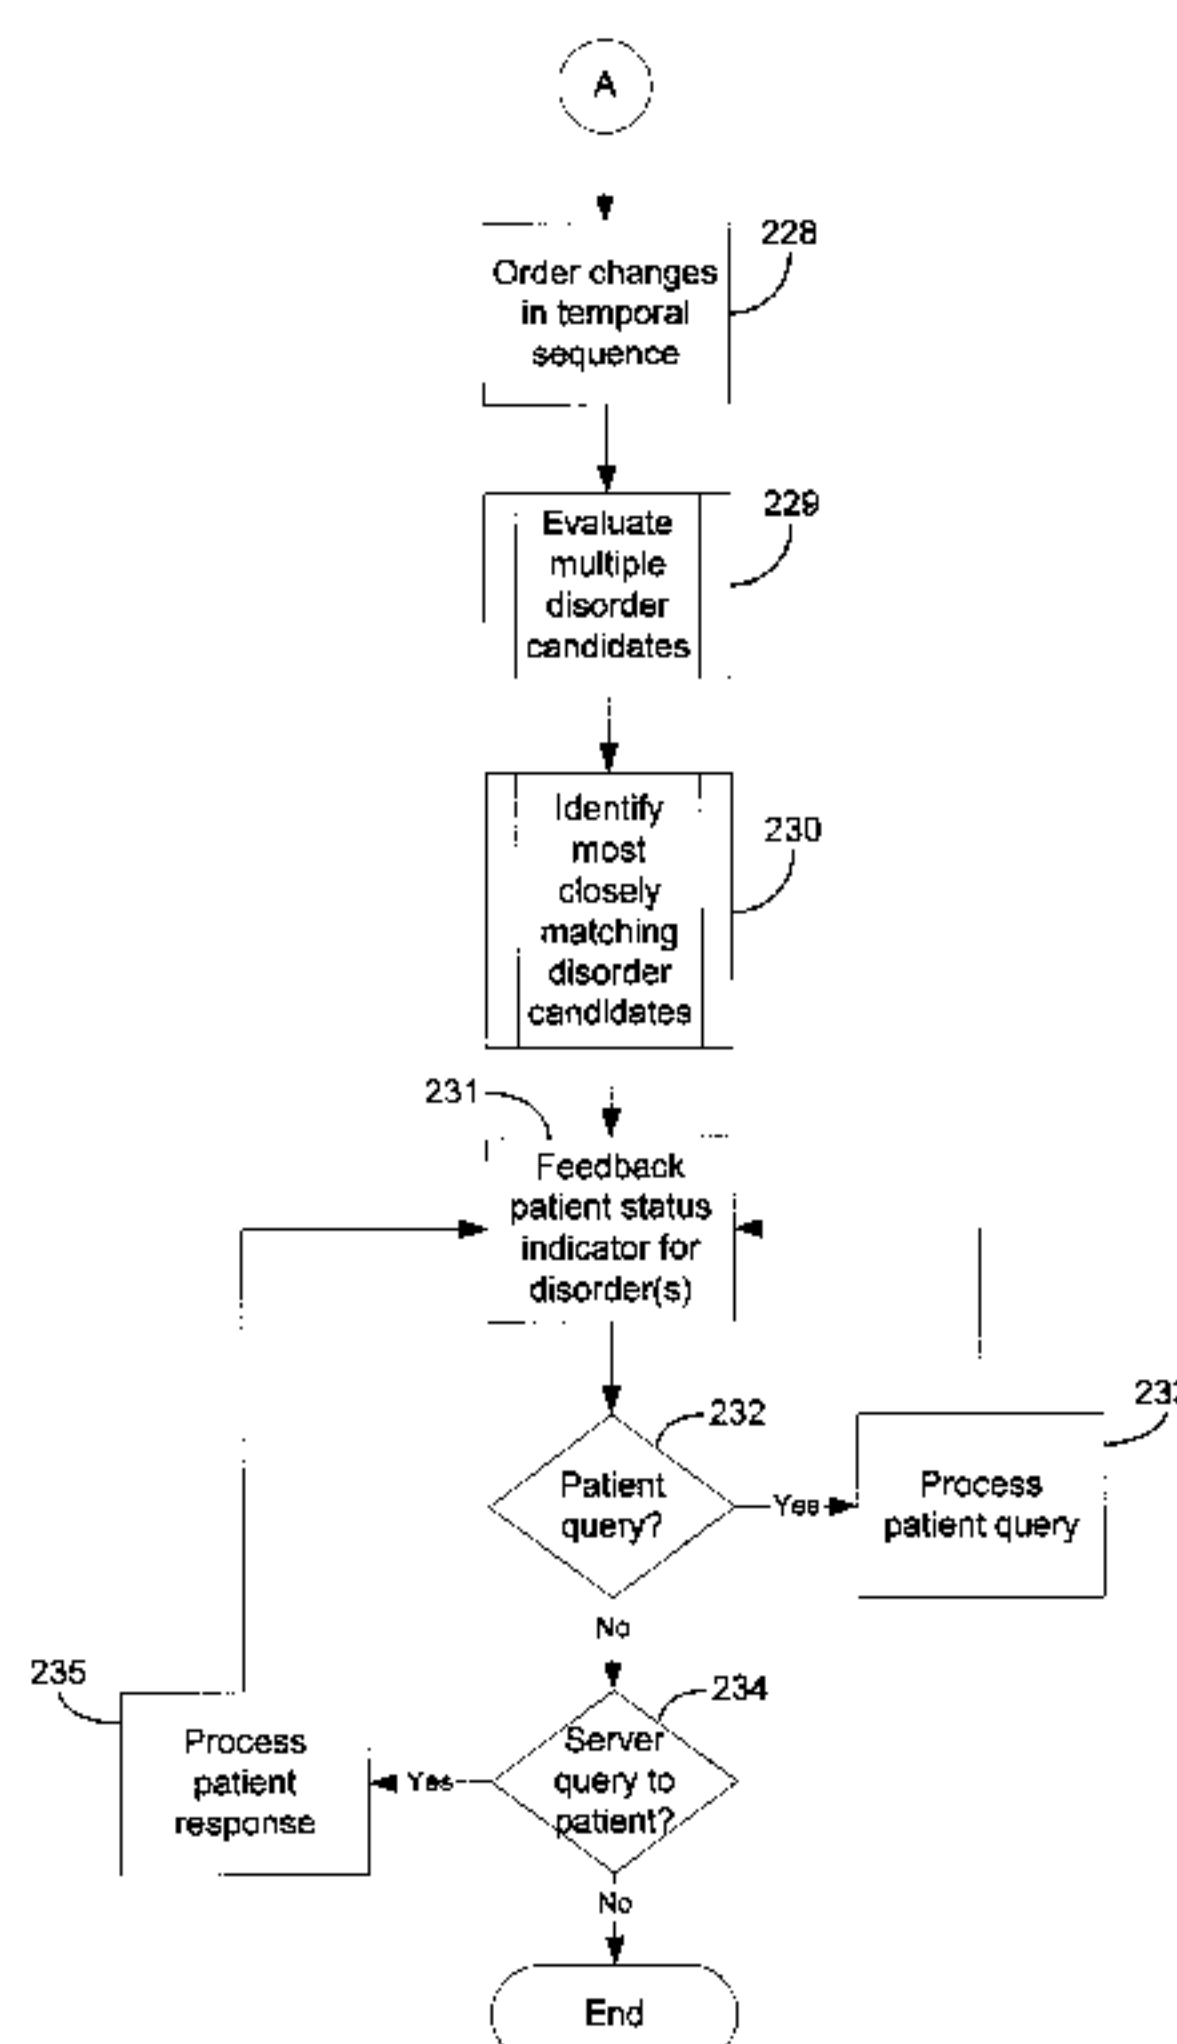 A
228
Order changes
in temporal
sequence
229
Evaluate
multiple
disorder
candidates
230
Identify
most
closely
matching
disorder
candidates
231
Feedback
patient status
indicator for
disorder(s)
232
Patient
query?
Yes
Process
patient query
No
234
Server
query to
patient?
Yes
235
Process
patient
response
No
End